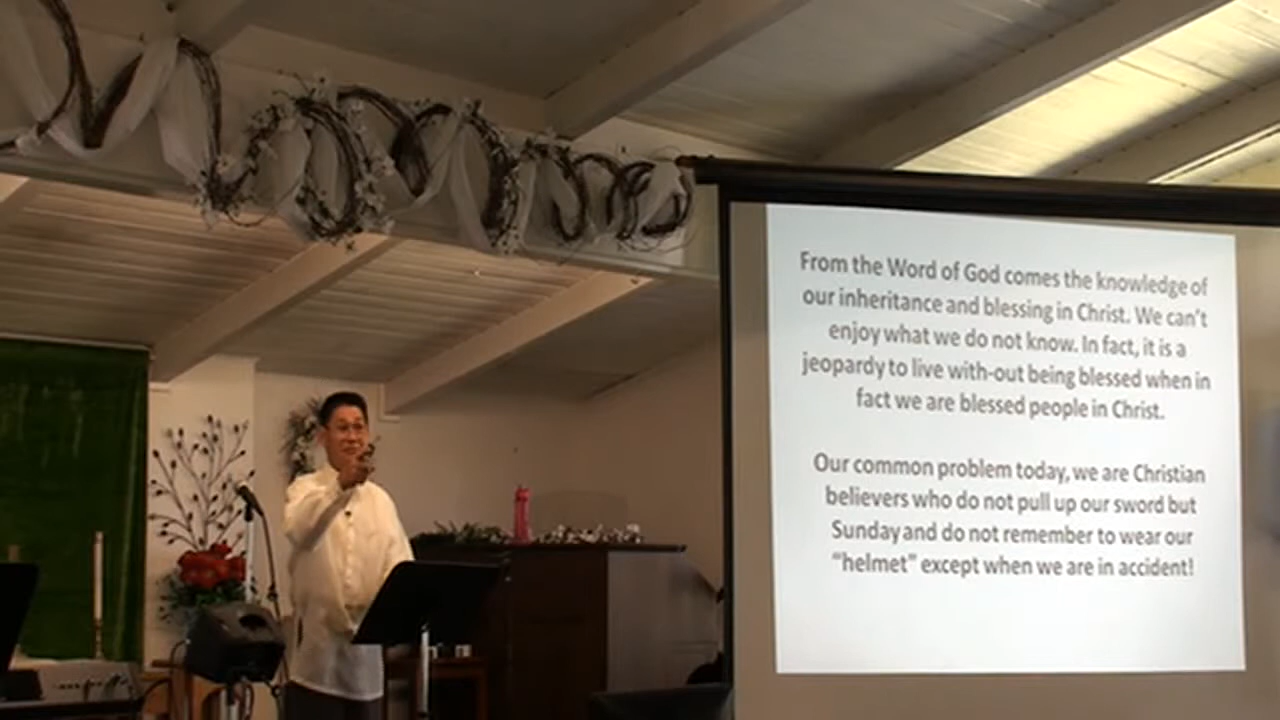 From the Word of God comes the knowledge of
our inheritance and blessing in Christ. We can't
enjoy what we do not know. In fact, it is a
jeopardy to live with-out being blessed when in
fact we are blessed people in Christ.
Our common problem today, we are Christian
believers who do not pull up our sword but
Sunday and do not remember to wear our
“helmet” except when we are in accident!